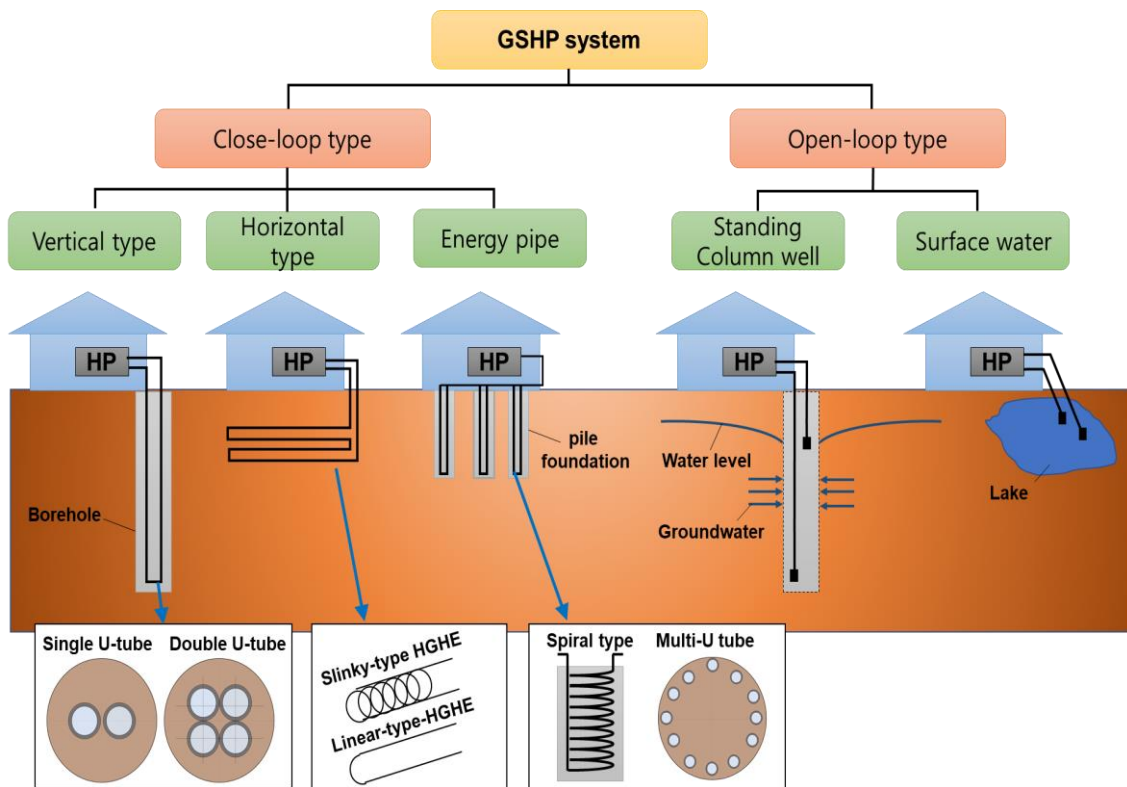 GSHP system
Close-loop type
Open-loop type
Vertical type
Horizontal
type
Energy pipe
Standing
Column well
Surface water
HP
HP
HP
HP
HP
pile
foundation
Water level
Lake
Borehole
Groundwater
Single U-tube
Double U-tube
Slinky-type HGHE
Linear-type-HGHE
Spiral type
Multi-U tube